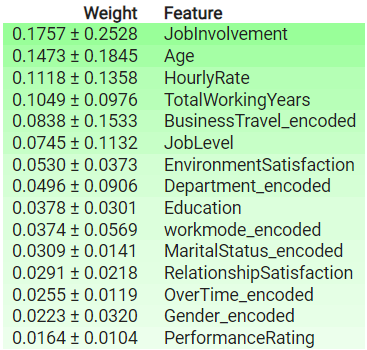 Weight Feature
0.1757 ± 0.2528 JobInvolvement
0.1473 ± 0.1845 Age
0.1118 ± 0.1358 HourlyRate
0.1049 ± 0.0976 TotalWorkingYears
0.0838 ± 0.1533 BusinessTravel_encoded
0.0745 ± 0.1132 JobLevel
0.0530 ± 0.0373 EnvironmentSatisfaction
0.0496 ± 0.0906 Department_encoded
0.0378 ± 0.0301 Education
0.0374 ± 0.0569 workmode_encoded
0.0309 ± 0.0141 MaritalStatus_encoded
0.0291 ± 0.0218 RelationshipSatisfaction
0.0255 ± 0.0119 OverTime_encoded
0.0223 ± 0.0320 Gender_encoded
0.0164 ± 0.0104 PerformanceRating